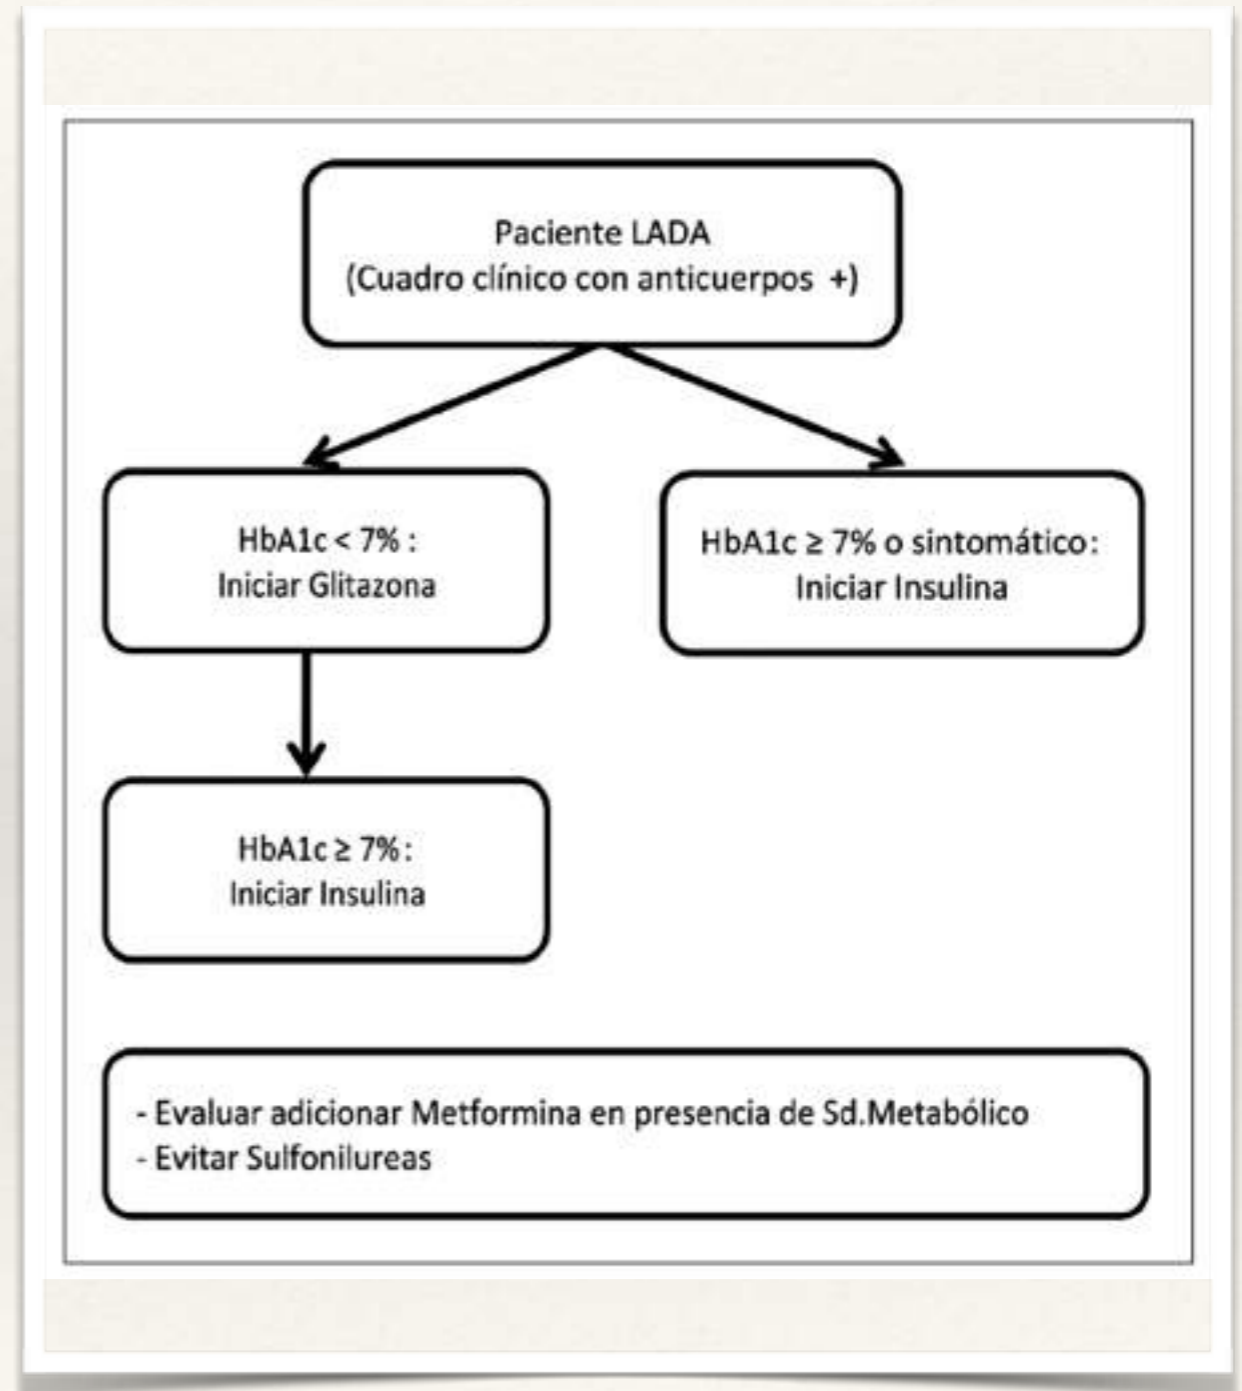 Paciente LADA
(Cuadro clínico con anticuerpos +)
HbA1c < 7% :
Iniciar Glitazona
HbA1c ≥ 7% o sintomático:
Iniciar Insulina
HbA1c ≥ 7%:
Iniciar Insulina
- Evaluar adicionar Metformina en presencia de Sd.Metabólico
- Evitar Sulfonilureas